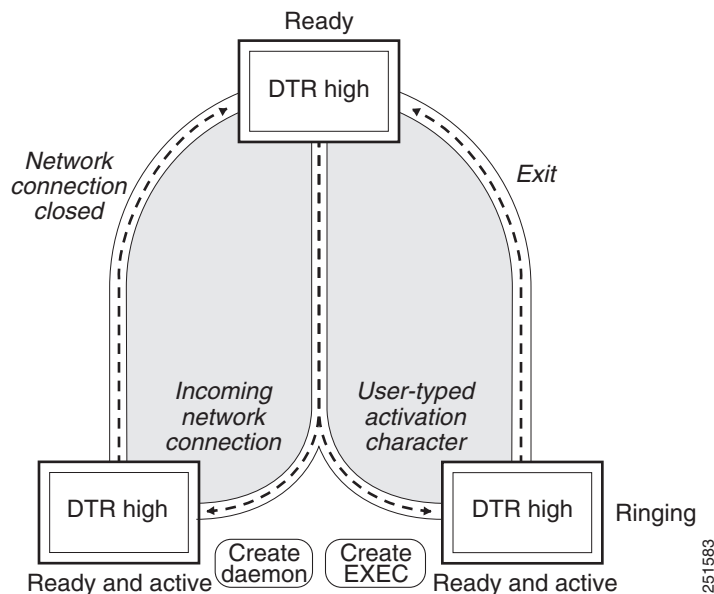 Ready
DTR high
Network
connection
closed
Exit
Incoming
network
connection
User-typed
activation
character
DTR high
DTR high
Ringing
Create
daemon
Create
EXEC
Ready and active
Ready and active
251583